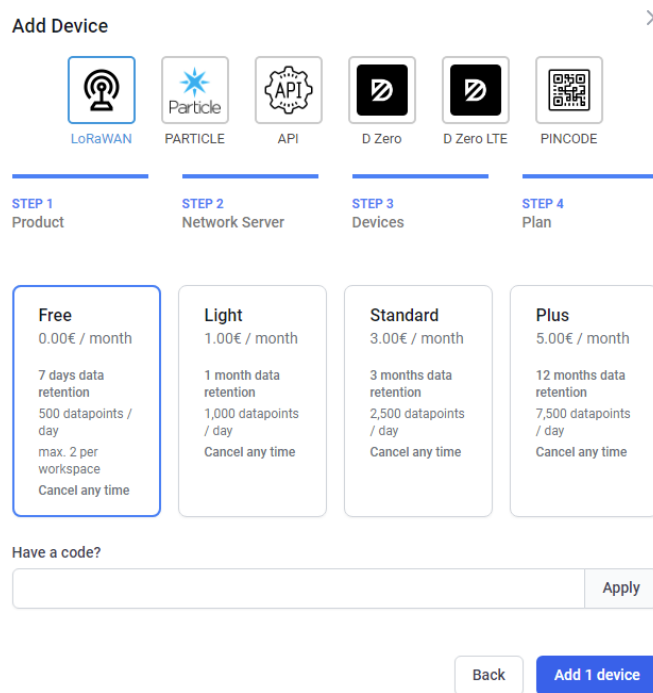 Add Device
Particle
API
LoRaWAN
PARTICLE
API
D Zero
D Zero LTE
PINCODE
STEP 1
Product
STEP 2
Network Server
STEP 3
Devices
STEP 4
Plan
Free
0.00€ / month
7 days data
retention
500 datapoints /
day
max. 2 per
workspace
Cancel any time
Light
1.00€ / month
1 month data
retention
1,000 datapoints
/ day
Cancel any time
Standard
3.00€ / month
3 months data
retention
2,500 datapoints
/ day
Cancel any time
Plus
5.00€ / month
12 months data
retention
7,500 datapoints
/ day
Cancel any time
Have a code?
Apply
Back
Add 1 device